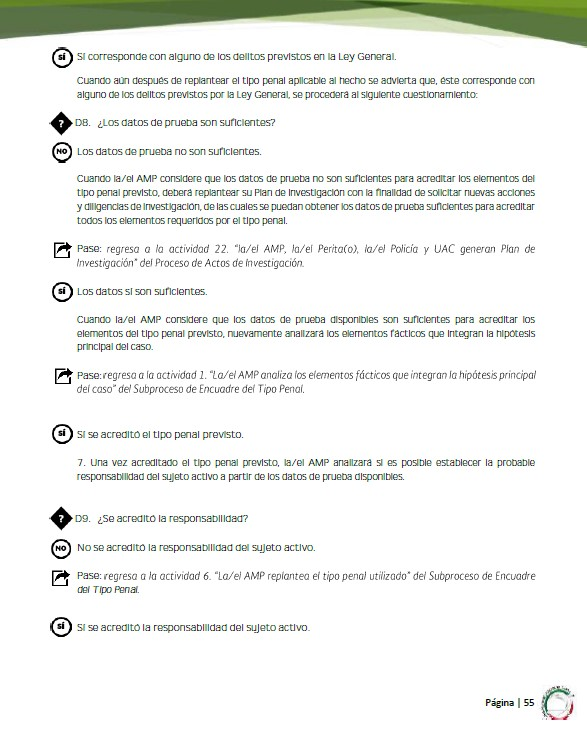 SÍ Sí corresponde con alguno de los delitos previstos en la Ley General.
Cuando aún después de replantear el tipo penal aplicable al hecho se advierta que, éste corresponde con
alguno de los delitos previstos por la Ley General, se procederá al siguiente cuestionamiento:
? D8. ¿Los datos de prueba son suficientes?
NO Los datos de prueba no son suficientes.
Cuando la/el AMP considere que los datos de prueba no son suficientes para acreditar los elementos del
tipo penal previsto, deberá replantear su Plan de Investigación con la finalidad de solicitar nuevas acciones
y diligencias de investigación, de las cuales se puedan obtener los datos de prueba suficientes para acreditar
todos los elementos requeridos por el tipo penal.
Pase: regresa a la actividad 22. "la/el AMP, la/el Perita(o), la/el Policía y UAC generan Plan de
Investigación" del Proceso de Actos de Investigación.
SÍ Los datos sí son suficientes.
Cuando la/el AMP considere que los datos de prueba disponibles son suficientes para acreditar los
elementos del tipo penal previsto, nuevamente analizará los elementos fácticos que integran la hipótesis
principal del caso.
Pase: regresa a la actividad 1. "La/el AMP analiza los elementos fácticos que integran la hipótesis principal
del caso" del Subproceso de Encuadre del Tipo Penal.
SÍ Sí se acreditó el tipo penal previsto.
7. Una vez acreditado el tipo penal previsto, la/el AMP analizará si es posible establecer la probable
responsabilidad del sujeto activo a partir de los datos de prueba disponibles.
? D9. ¿Se acreditó la responsabilidad?
NO No se acreditó la responsabilidad del sujeto activo.
Pase: regresa a la actividad 6. "La/el AMP replantea el tipo penal utilizado" del Subproceso de Encuadre
del Tipo Penal.
SÍ Sí se acreditó la responsabilidad del sujeto activo.
Página | 55